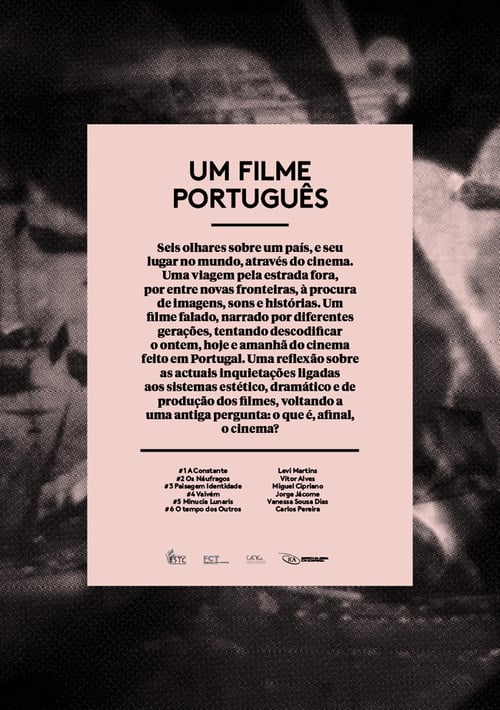 UM FILME
PORTUGUÊS
Seis olhares sobre um país, e seu
lugar no mundo, através do cinema.
Uma viagem pela estrada fora,
por entre novas fronteiras, à procura
de imagens, sons e histórias. Um
filme falado, narrado por diferentes
gerações, tentando descodificar
o ontem, hoje e amanhã do cinema
feito em Portugal. Uma reflexão sobre
as actuais inquietações ligadas
aos sistemas estético, dramático e de
produção dos filmes, voltando a
uma antiga pergunta: o que é, afinal,
o cinema?
#1 A Constante Levi Martins
#2 Os Náufragos Vitor Alves
#3 Paisagem Identidade Miguel Cipriano
#4 Vaivém Jorge Jácome
#5 Minucia Lunaris Vanessa Sousa Dias
#6 O tempo dos Outros Carlos Pereira
FCT